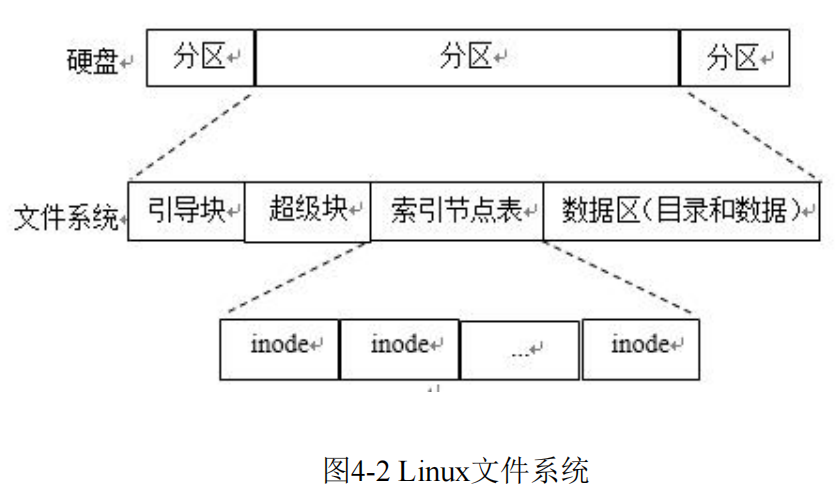 硬盘↵ 分区↵ 分区↵ 分区↵
文件系统↵ 引导块↵ 超级块↵ 索引节点表↵ 数据区(目录和数据)↵
inode↵ inode↵ ...↵ inode↵
↵
图4-2 Linux文件系统